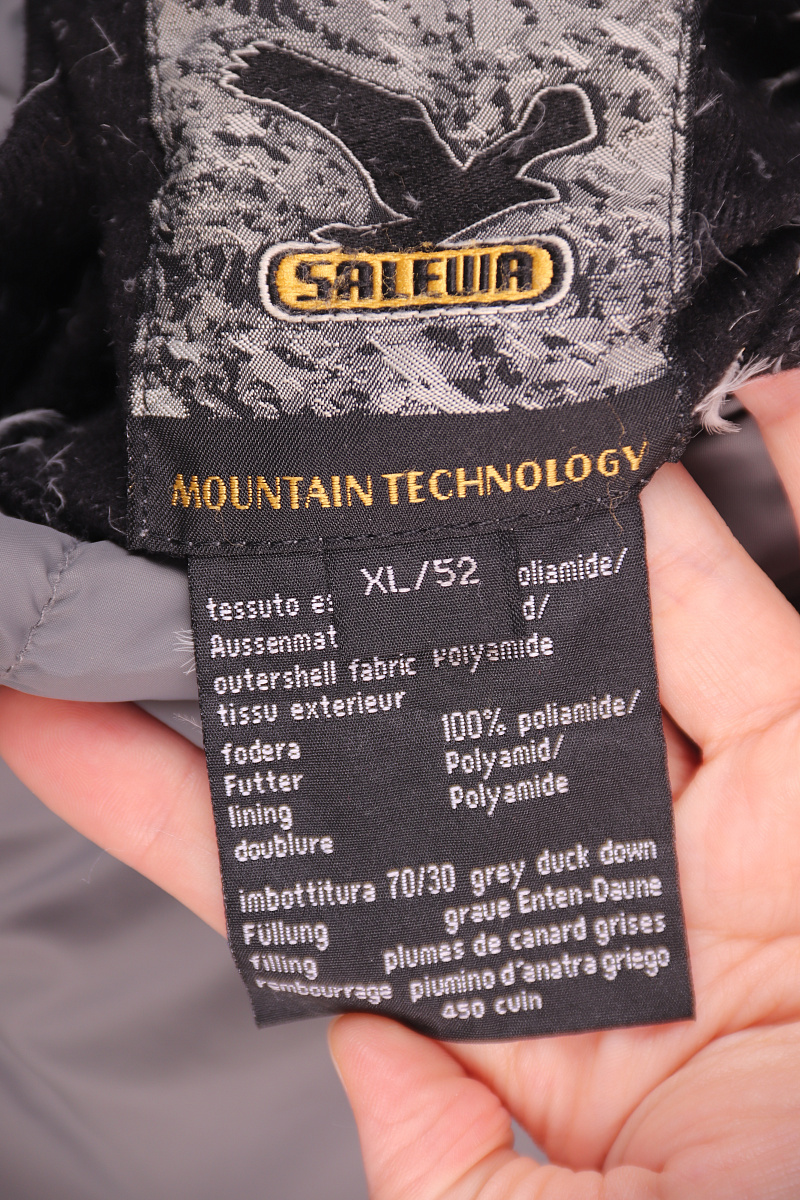 SALEWA
MOUNTAIN TECHNOLOGY
XL/52
tessuto es oliamide/
Aussenmat d/
outershell fabric Polyamide
tissu exterieur
fodera 100% poliamide/
Futter Polyamid/
lining Polyamide
doublure
imbottitura 70/30 grey duck down
Füllung graue Enten-Daune
filling plumes de canard grises
rembourrage piumino d'anatra griego
450 cuin